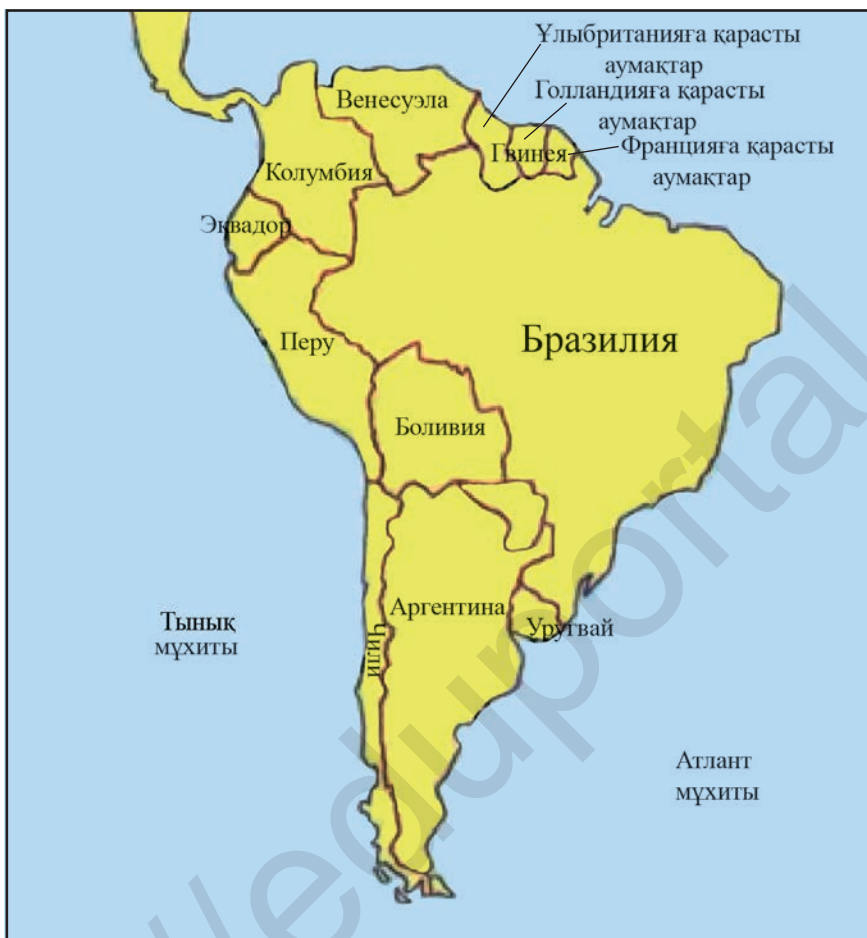 Ұлыбританияға қарасты
аумақтар
Голландияға қарасты
аумақтар
Венесуэла
Гвинея
Францияға қарасты
аумақтар
Колумбия
Эквадор
Перу
Бразилия
Боливия
Аргентина
Чили
Уругвай
Тынық
мұхиты
Атлант
мұхиты
//eduportal